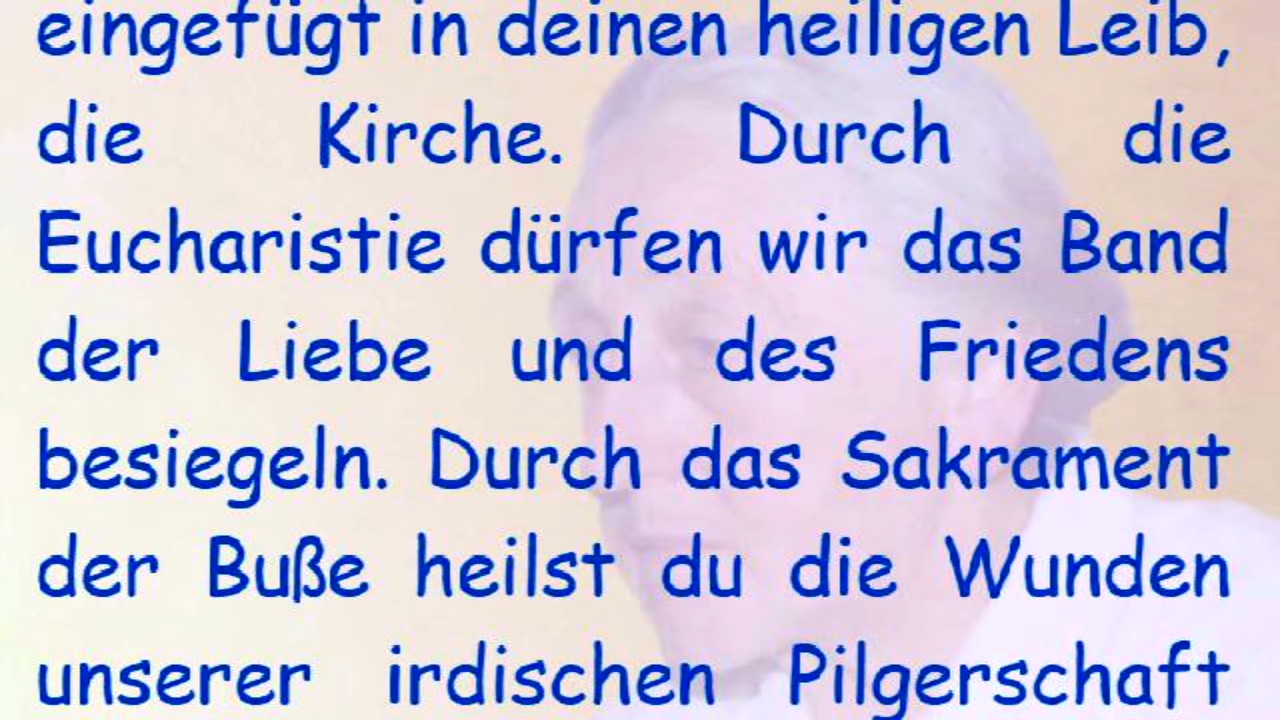 eingefügt in deinen heiligen Leib,
die Kirche. Durch die
Eucharistie dürfen wir das Band
der Liebe und des Friedens
besiegeln. Durch das Sakrament
der Buße heilst du die Wunden
unserer irdischen Pilgerschaft